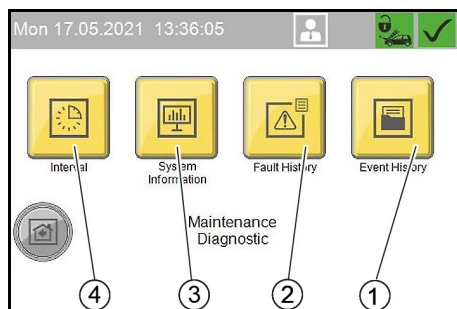 Mon 17.05.2021 13:36:05
Interval
System
Information
Fault History
Event History
Maintenance
Diagnostic
4
3
2
1